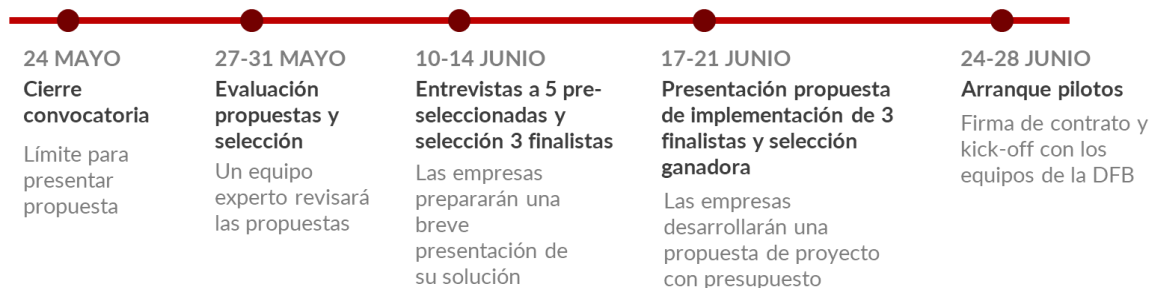 24 MAYO
Cierre
convocatoria
Límite para
presentar
propuesta
27-31 MAYO
Evaluación
propuestas y
selección
Un equipo
experto revisará
las propuestas
10-14 JUNIO
Entrevistas a 5 pre-
seleccionadas y
selección 3 finalistas
Las empresas
prepararán una
breve
presentación de
su solución
17-21 JUNIO
Presentación propuesta
de implementación de 3
finalistas y selección
ganadora
Las empresas
desarrollarán una
propuesta de proyecto
con presupuesto
24-28 JUNIO
Arranque pilotos
Firma de contrato y
kick-off con los
equipos de la DFB